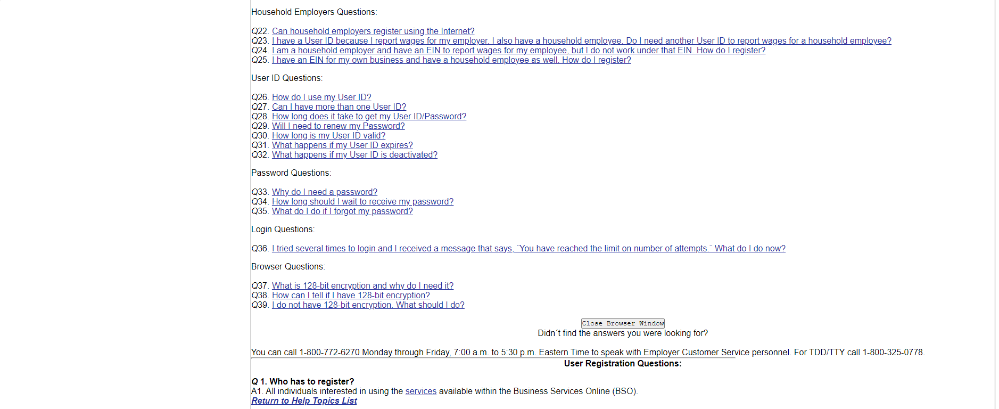 Household Employers Questions:
Q22. Can household employers register using the Internet?
Q23. I have a User ID because I report wages for my employer. I also have a household employee. Do I need another User ID to report wages for a household employee?
Q24. I am a household employer and have an EIN to report wages for my employee, but I do not work under that EIN. How do I register?
Q25. I have an EIN for my own business and have a household employee as well. How do I register?
User ID Questions:
Q26. How do I use my User ID?
Q27. Can I have more than one User ID?
Q28. How long does it take to get my User ID/Password?
Q29. Will I need to renew my Password?
Q30. How long is my User ID valid?
Q31. What happens if my User ID expires?
Q32. What happens if my User ID is deactivated?
Password Questions:
Q33. Why do I need a password?
Q34. How long should I wait to receive my password?
Q35. What do I do if I forgot my password?
Login Questions:
Q36. I tried several times to login and I received a message that says, ¨You have reached the limit on number of attempts.¨ What do I do now?
Browser Questions:
Q37. What is 128-bit encryption and why do I need it?
Q38. How can I tell if I have 128-bit encryption?
Q39. I do not have 128-bit encryption. What should I do?
Close Browser Window
Didn´t find the answers you were looking for?
You can call 1-800-772-6270 Monday through Friday, 7:00 a.m. to 5:30 p.m. Eastern Time to speak with Employer Customer Service personnel. For TDD/TTY call 1-800-325-0778.
User Registration Questions:
Q 1. Who has to register?
A1. All individuals interested in using the services available within the Business Services Online (BSO).
Return to Help Topics List